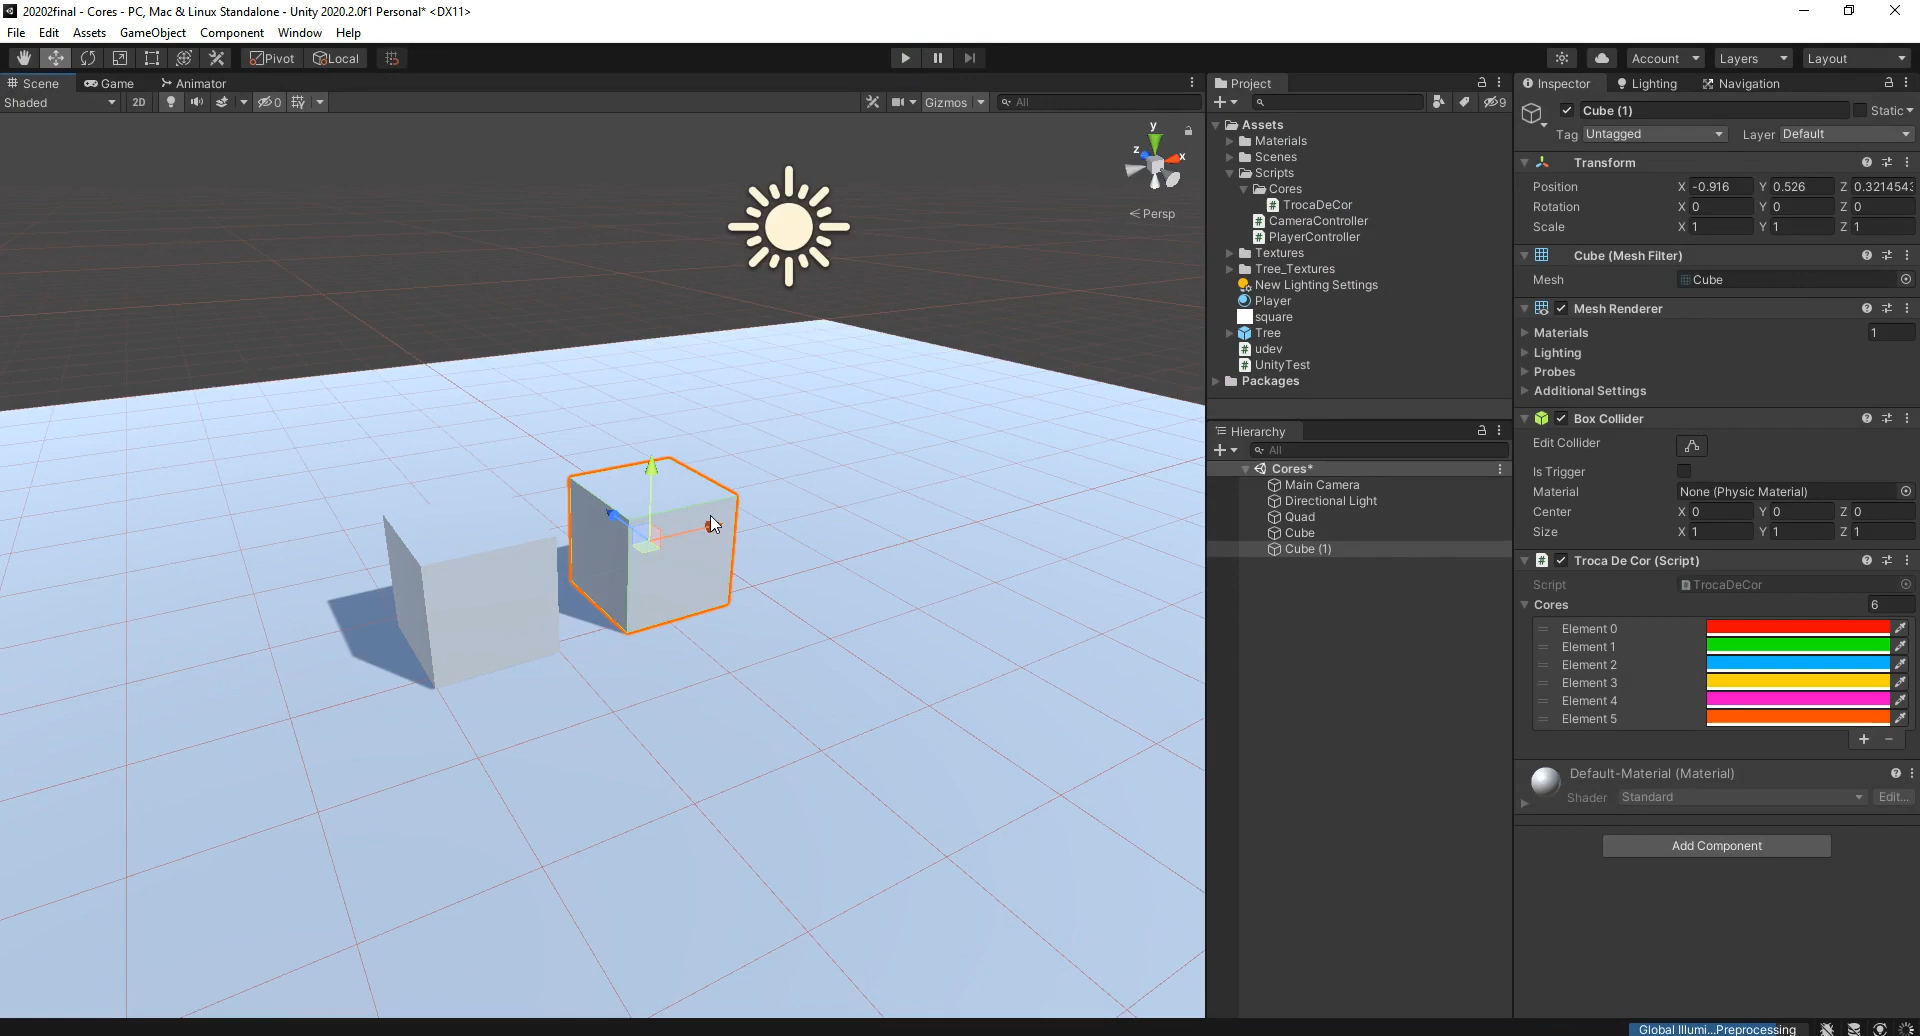 20202final - Cores - PC, Mac & Linux Standalone - Unity 2020.2.0f1 Personal* <DX11>
File Edit Assets GameObject Component Window Help
Pivot Local Account Layers Layout
Scene Game Animator
Shaded 2D 0 Gizmos All
y
z x
Persp
Project
9
Assets
Materials
Scenes
Scripts
Cores
TrocaDeCor
CameraController
PlayerController
Textures
Tree_Textures
New Lighting Settings
Player
square
Tree
udev
UnityTest
Packages
Hierarchy
All
Cores*
Main Camera
Directional Light
Quad
Cube
Cube (1)
Inspector Lighting Navigation
Cube (1) Static
Tag Untagged Layer Default
Transform
Position X -0.916 Y 0.526 Z 0.3214543
Rotation X 0 Y 0 Z 0
Scale X 1 Y 1 Z 1
Cube (Mesh Filter)
Mesh Cube
Mesh Renderer
Materials 1
Lighting
Probes
Additional Settings
Box Collider
Edit Collider
Is Trigger
Material None (Physic Material)
Center X 0 Y 0 Z 0
Size X 1 Y 1 Z 1
Troca De Cor (Script)
Script TrocaDeCor
Cores 6
Element 0
Element 1
Element 2
Element 3
Element 4
Element 5
Default-Material (Material)
Shader Standard Edit...
Add Component
Global Illumi...Preprocessing